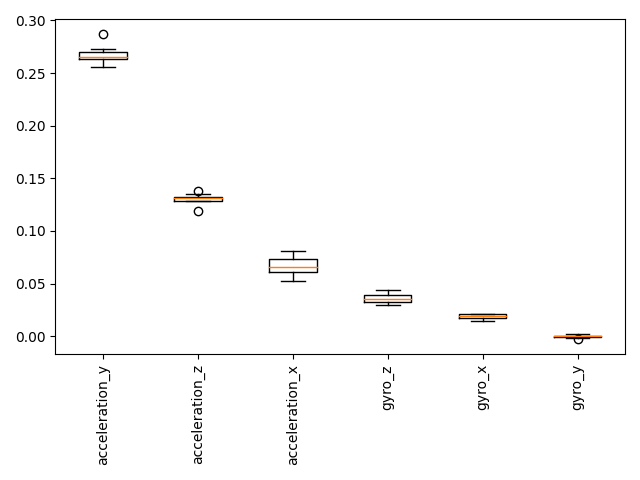 0.30
0.25
0.20
0.15
0.10
0.05
0.00
acceleration_y
acceleration_z
acceleration_x
gyro_z
gyro_x
gyro_y